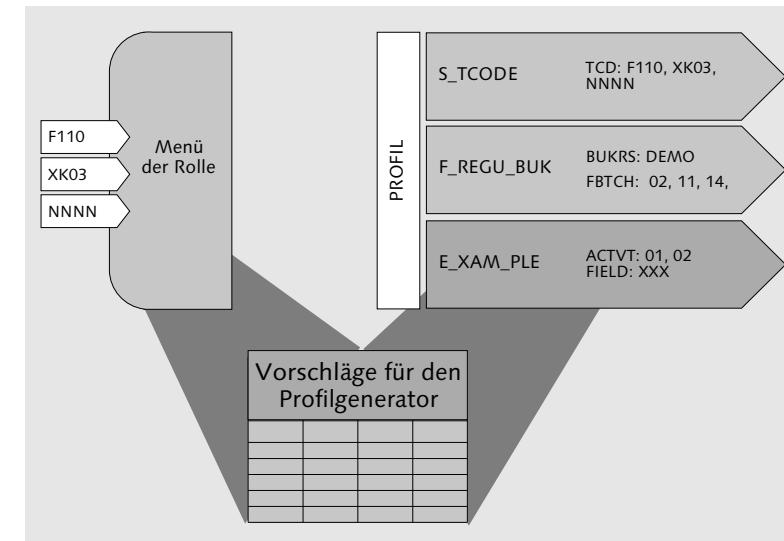 F110
XK03
NNNN
Menü
der Rolle
PROFIL
S_TCODE
TCD: F110, XK03,
NNNN
F_REGU_BUK
BUKRS: DEMO
FBTCH: 02, 11, 14,
E_XAM_PLE
ACTVT: 01, 02
FIELD: XXX
Vorschläge für den
Profilgenerator